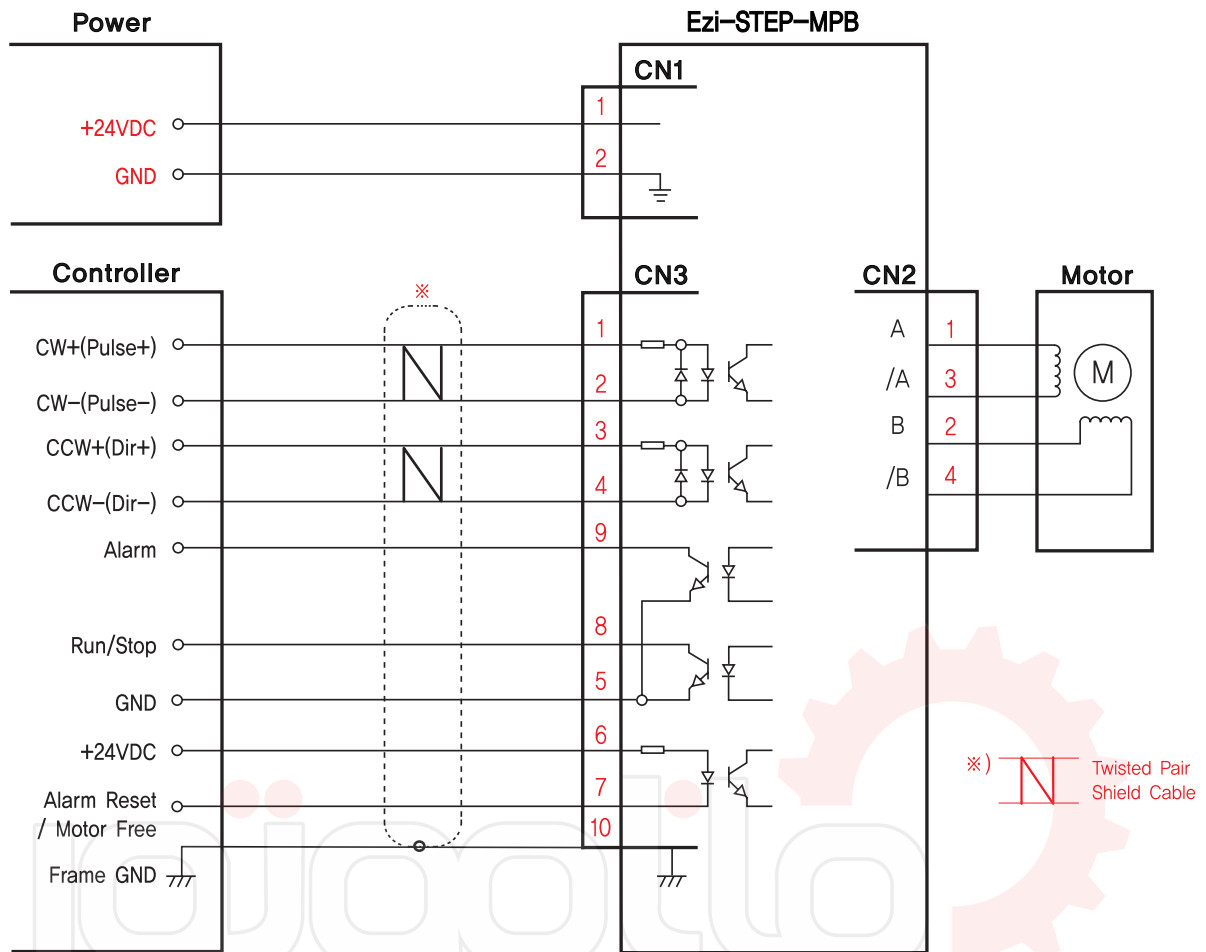 Power
Ezi-STEP-MPB
CN1
1
+24VDC
2
GND
Controller
CN3
CN2
Motor
※
CW+(Pulse+)
1
A
1
CW-(Pulse-)
2
/A
3
M
CCW+(Dir+)
3
B
2
CCW-(Dir-)
4
/B
4
Alarm
9
Run/Stop
8
GND
5
+24VDC
6
※)
Twisted Pair
Shield Cable
Alarm Reset
/ Motor Free
7
10
Frame GND